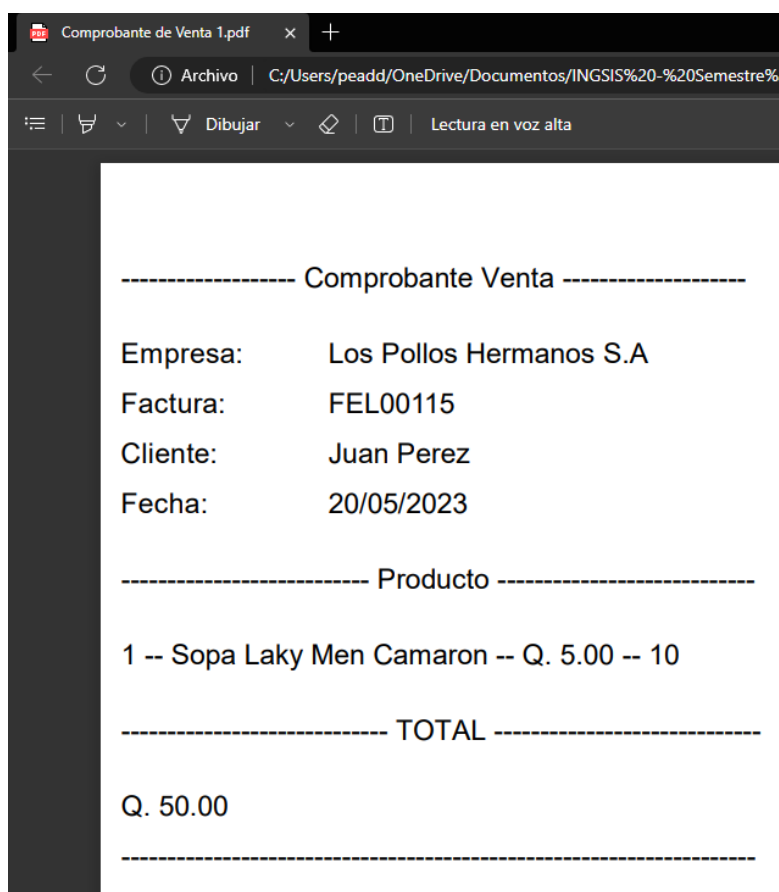 Comprobante de Venta 1.pdf
Archivo | C:/Users/peadd/OneDrive/Documentos/INGSIS%20-%20Semestre%
Dibujar | Lectura en voz alta
------------------- Comprobante Venta --------------------
Empresa: Los Pollos Hermanos S.A
Factura: FEL00115
Cliente: Juan Perez
Fecha: 20/05/2023
--------------------------- Producto ----------------------------
1 -- Sopa Laky Men Camaron -- Q. 5.00 -- 10
----------------------------- TOTAL -----------------------------
Q. 50.00
---------------------------------------------------------------------